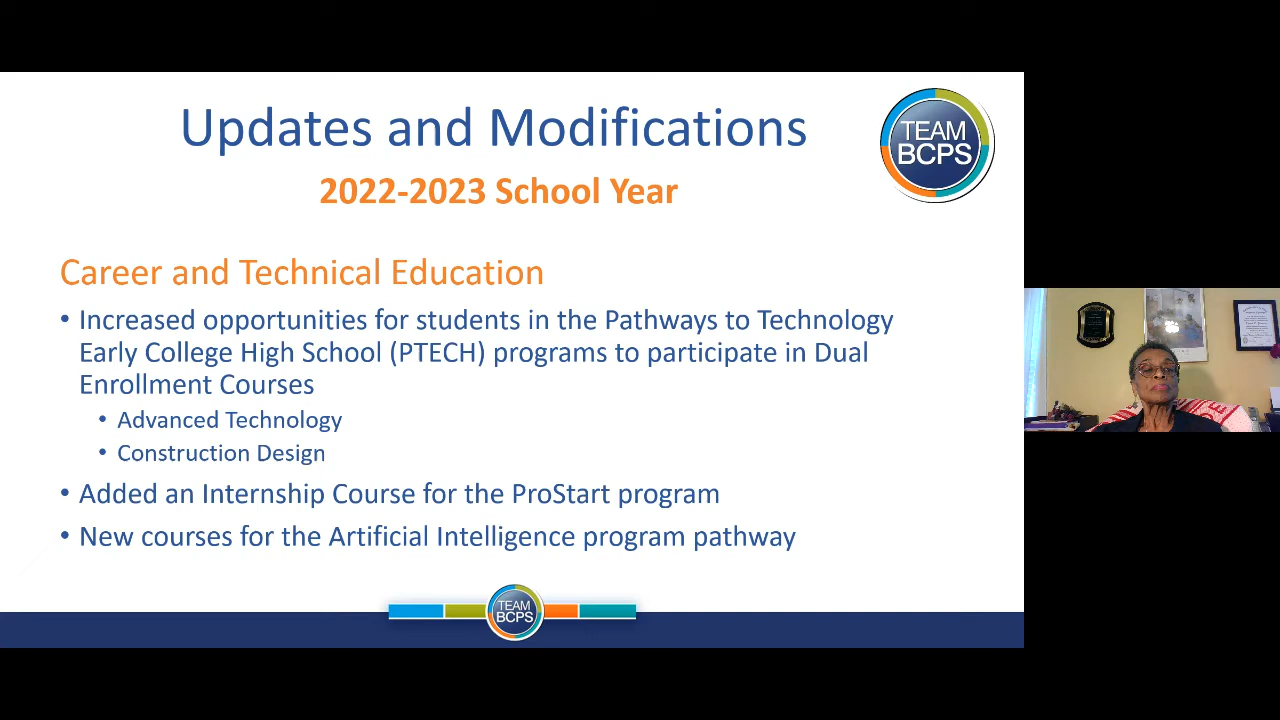 Updates and Modifications
2022-2023 School Year
TEAM
BCPS
Career and Technical Education
• Increased opportunities for students in the Pathways to Technology
Early College High School (PTECH) programs to participate in Dual
Enrollment Courses
• Advanced Technology
• Construction Design
• Added an Internship Course for the ProStart program
• New courses for the Artificial Intelligence program pathway
TEAM
BCPS